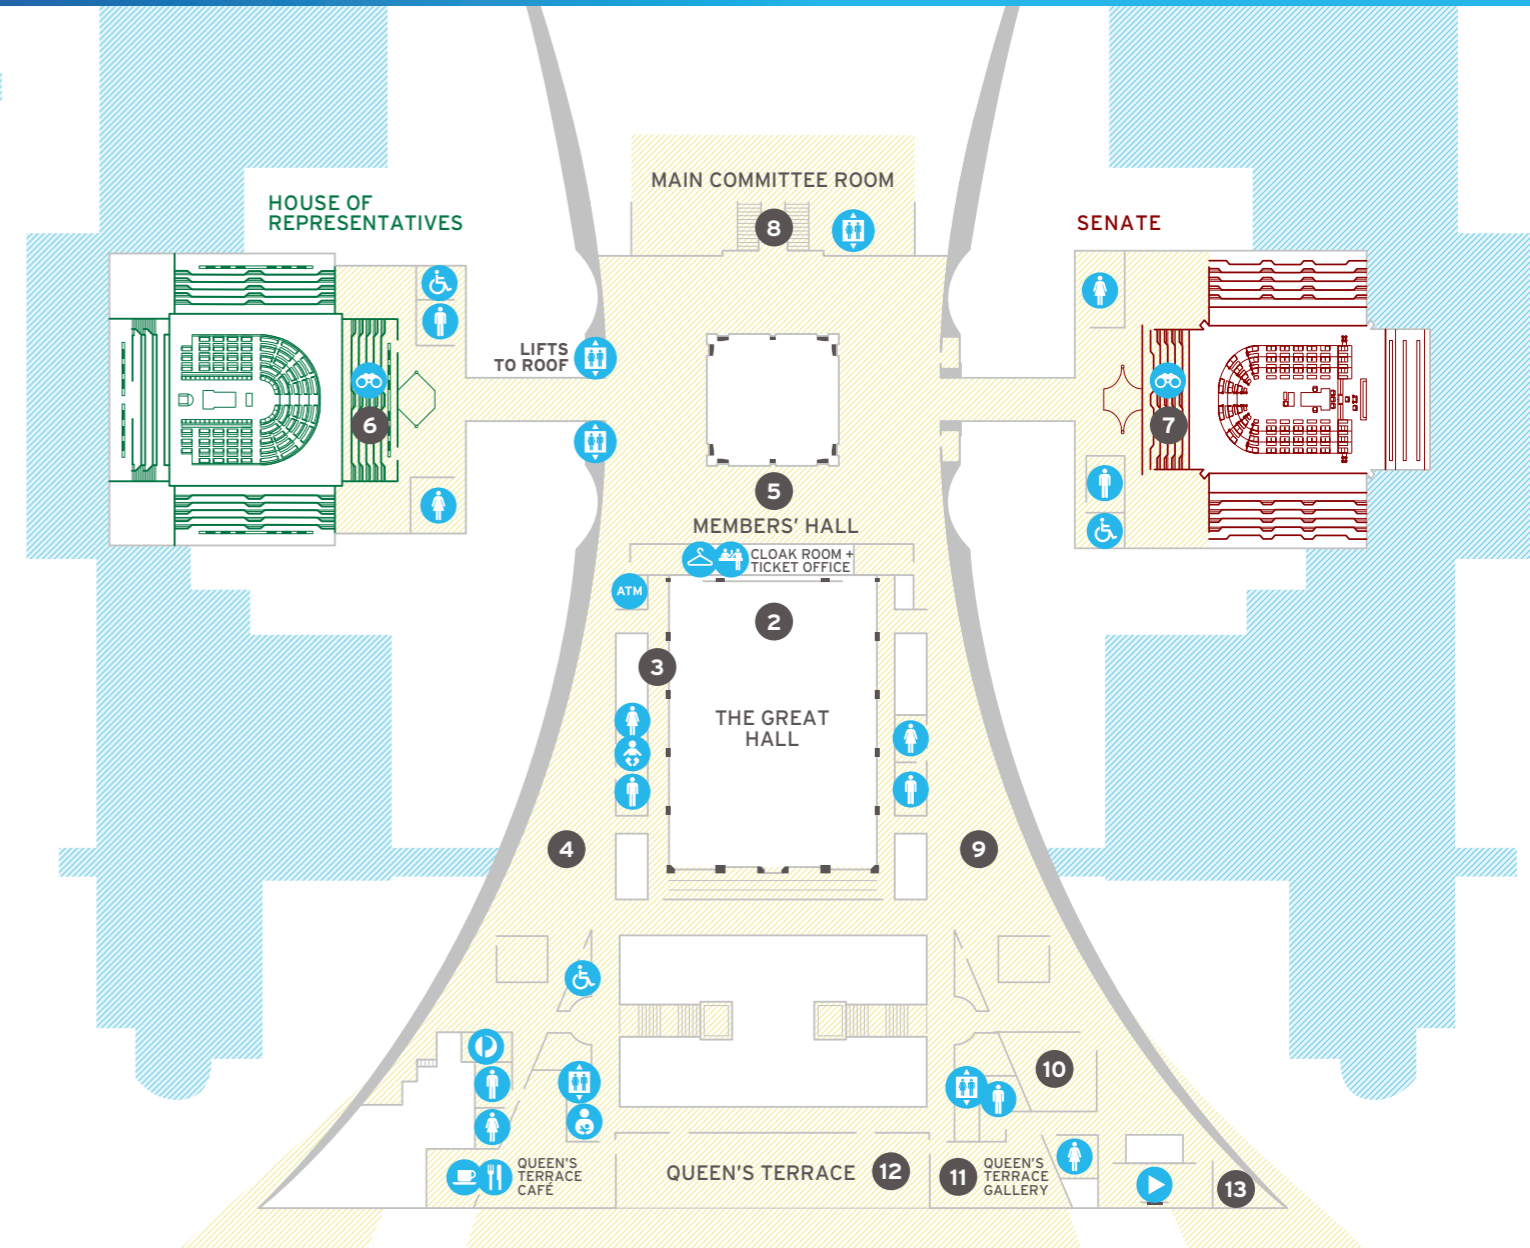 MAIN COMMITTEE ROOM
8
HOUSE OF
REPRESENTATIVES
SENATE
LIFTS
TO ROOF
6
7
5
MEMBERS’ HALL
CLOAK ROOM +
TICKET OFFICE
ATM
2
3
THE GREAT
HALL
4
9
10
QUEEN’S
TERRACE
CAFÉ
QUEEN’S TERRACE
12
11
QUEEN’S
TERRACE
GALLERY
13